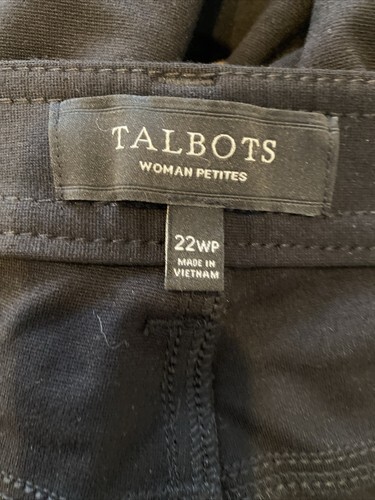 TALBOTS
WOMAN PETITES
22WP
MADE IN
VIETNAM